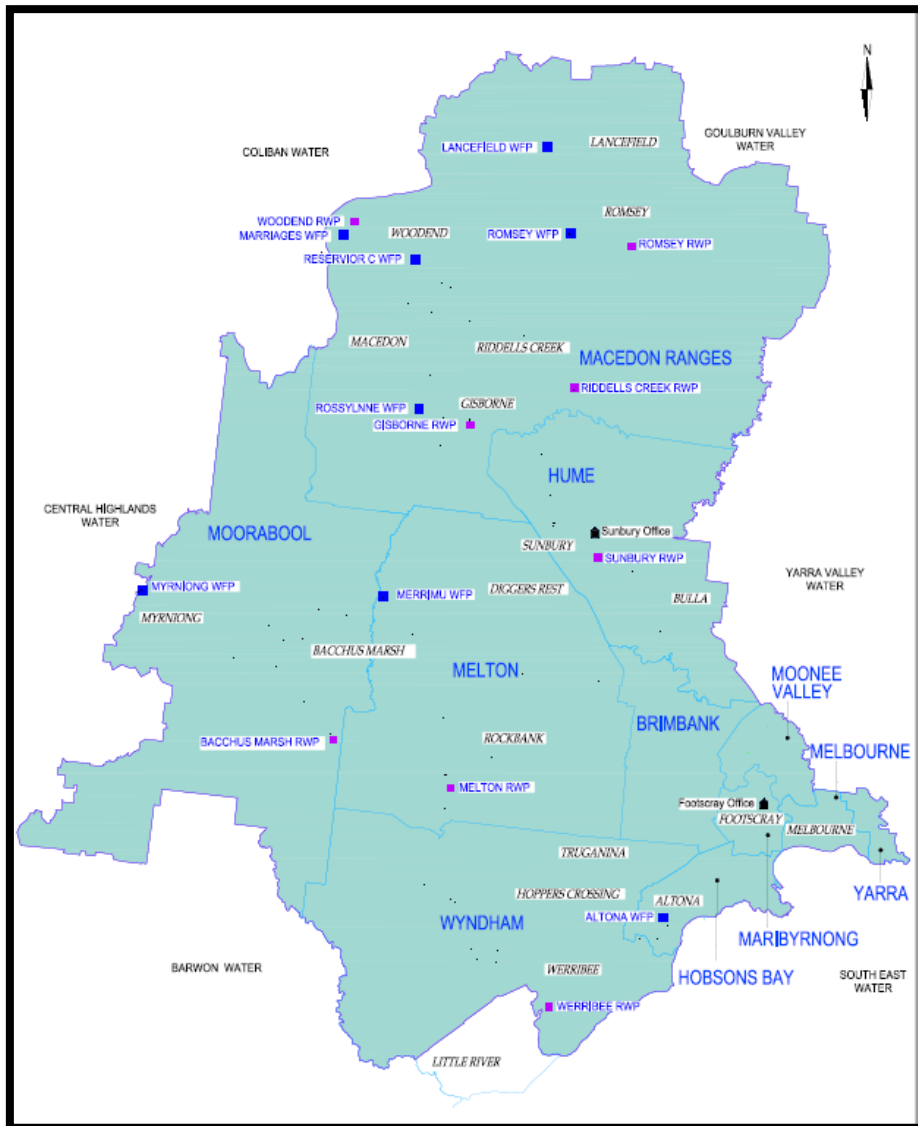 N
LANCEFIELD WFP
LANCEFIELD
GOULBURN VALLEY
WATER
COLIBAN WATER
WOODEND RWP
MARRIAGES WFP
WOODEND
RESERVIOR C WFP
ROMSEY
ROMSEY WFP
ROMSEY RWP
MACEDON
RIDDELLS CREEK
MACEDON RANGES
RIDDELLS CREEK RWP
ROSSYLNNE WFP
GISBORNE
GISBORNE RWP
HUME
CENTRAL HIGHLANDS
WATER
MOORABOOL
Sunbury Office
SUNBURY
SUNBURY RWP
YARRA VALLEY
WATER
MYRNIONG WFP
MYRNIONG
MERRIMU WFP
DIGGERS REST
BULLA
BACCHUS MARSH
MELTON
MOONEE
VALLEY
BRIMBANK
BACCHUS MARSH RWP
ROCKBANK
MELBOURNE
MELTON RWP
Footscray Office
FOOTSCRAY
MELBOURNE
TRUGANINA
HOPPERS CROSSING
ALTONA
YARRA
WYNDHAM
ALTONA WFP
MARIBYRNONG
BARWON WATER
WERRIBEE
HOBSONS BAY
SOUTH EAST
WATER
WERRIBEE RWP
LITTLE RIVER